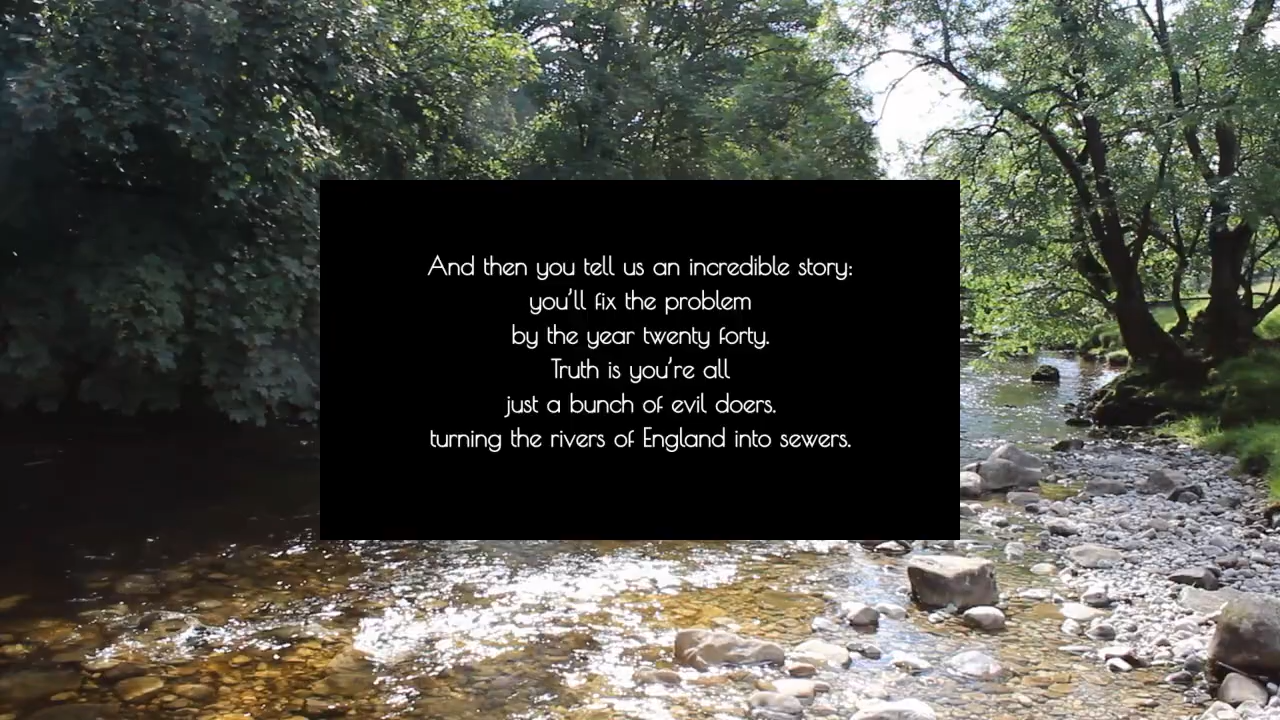 And then you tell us an incredible story:
you'll fix the problem
by the year twenty forty.
Truth is you're all
just a bunch of evil doers.
turning the rivers of England into sewers.